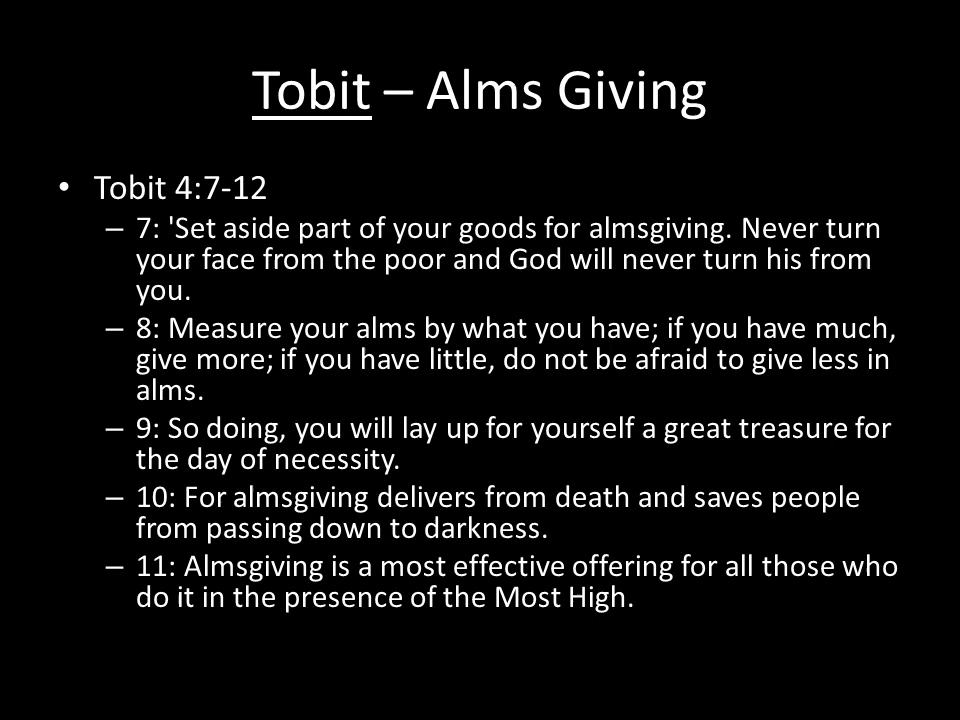 Tobit – Alms Giving
• Tobit 4:7-12
– 7: 'Set aside part of your goods for almsgiving. Never turn
your face from the poor and God will never turn his from
you.
– 8: Measure your alms by what you have; if you have much,
give more; if you have little, do not be afraid to give less in
alms.
– 9: So doing, you will lay up for yourself a great treasure for
the day of necessity.
– 10: For almsgiving delivers from death and saves people
from passing down to darkness.
– 11: Almsgiving is a most effective offering for all those who
do it in the presence of the Most High.